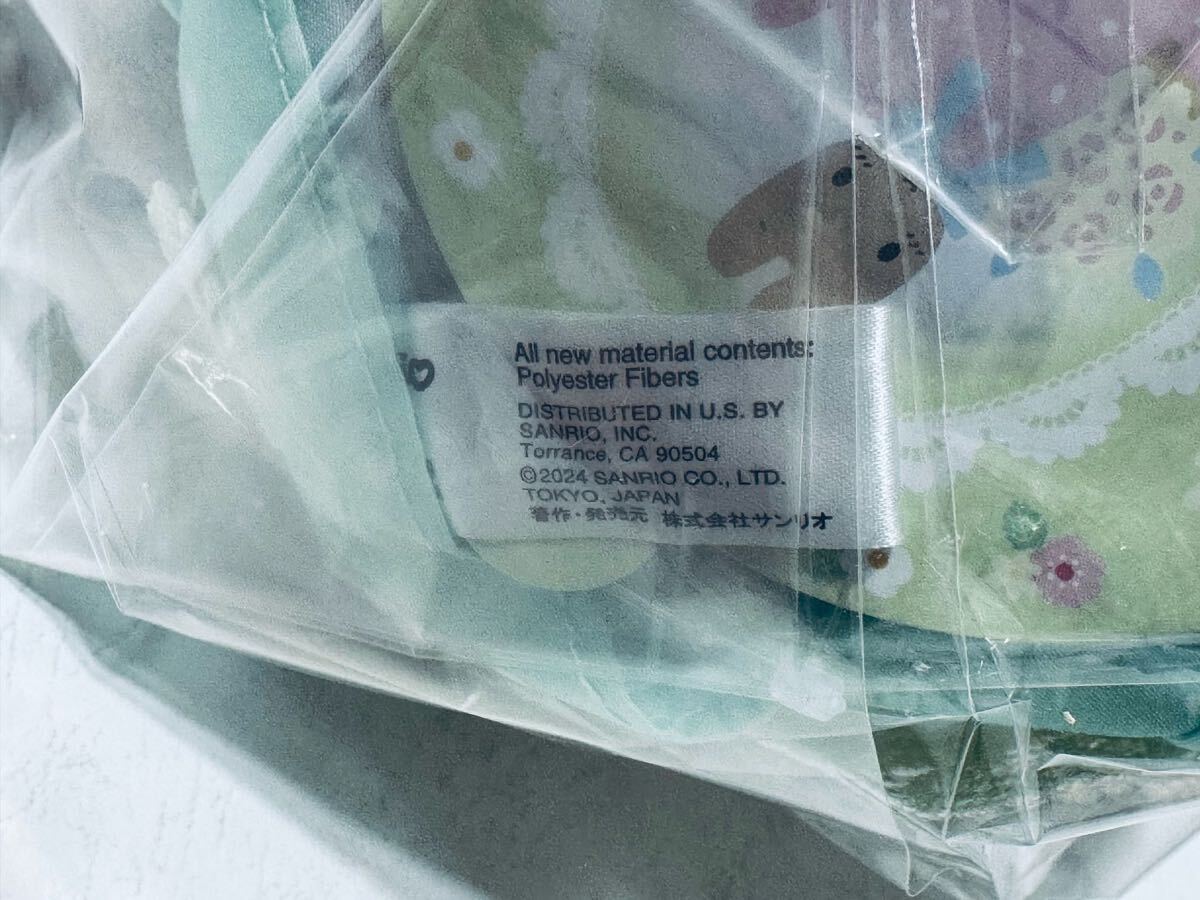 All new material contents:
Polyester Fibers
DISTRIBUTED IN U.S. BY
SANRIO, INC.
Torrance, CA 90504
©2024 SANRIO CO., LTD.
TOKYO, JAPAN
著作・発売元 株式会社サンリオ